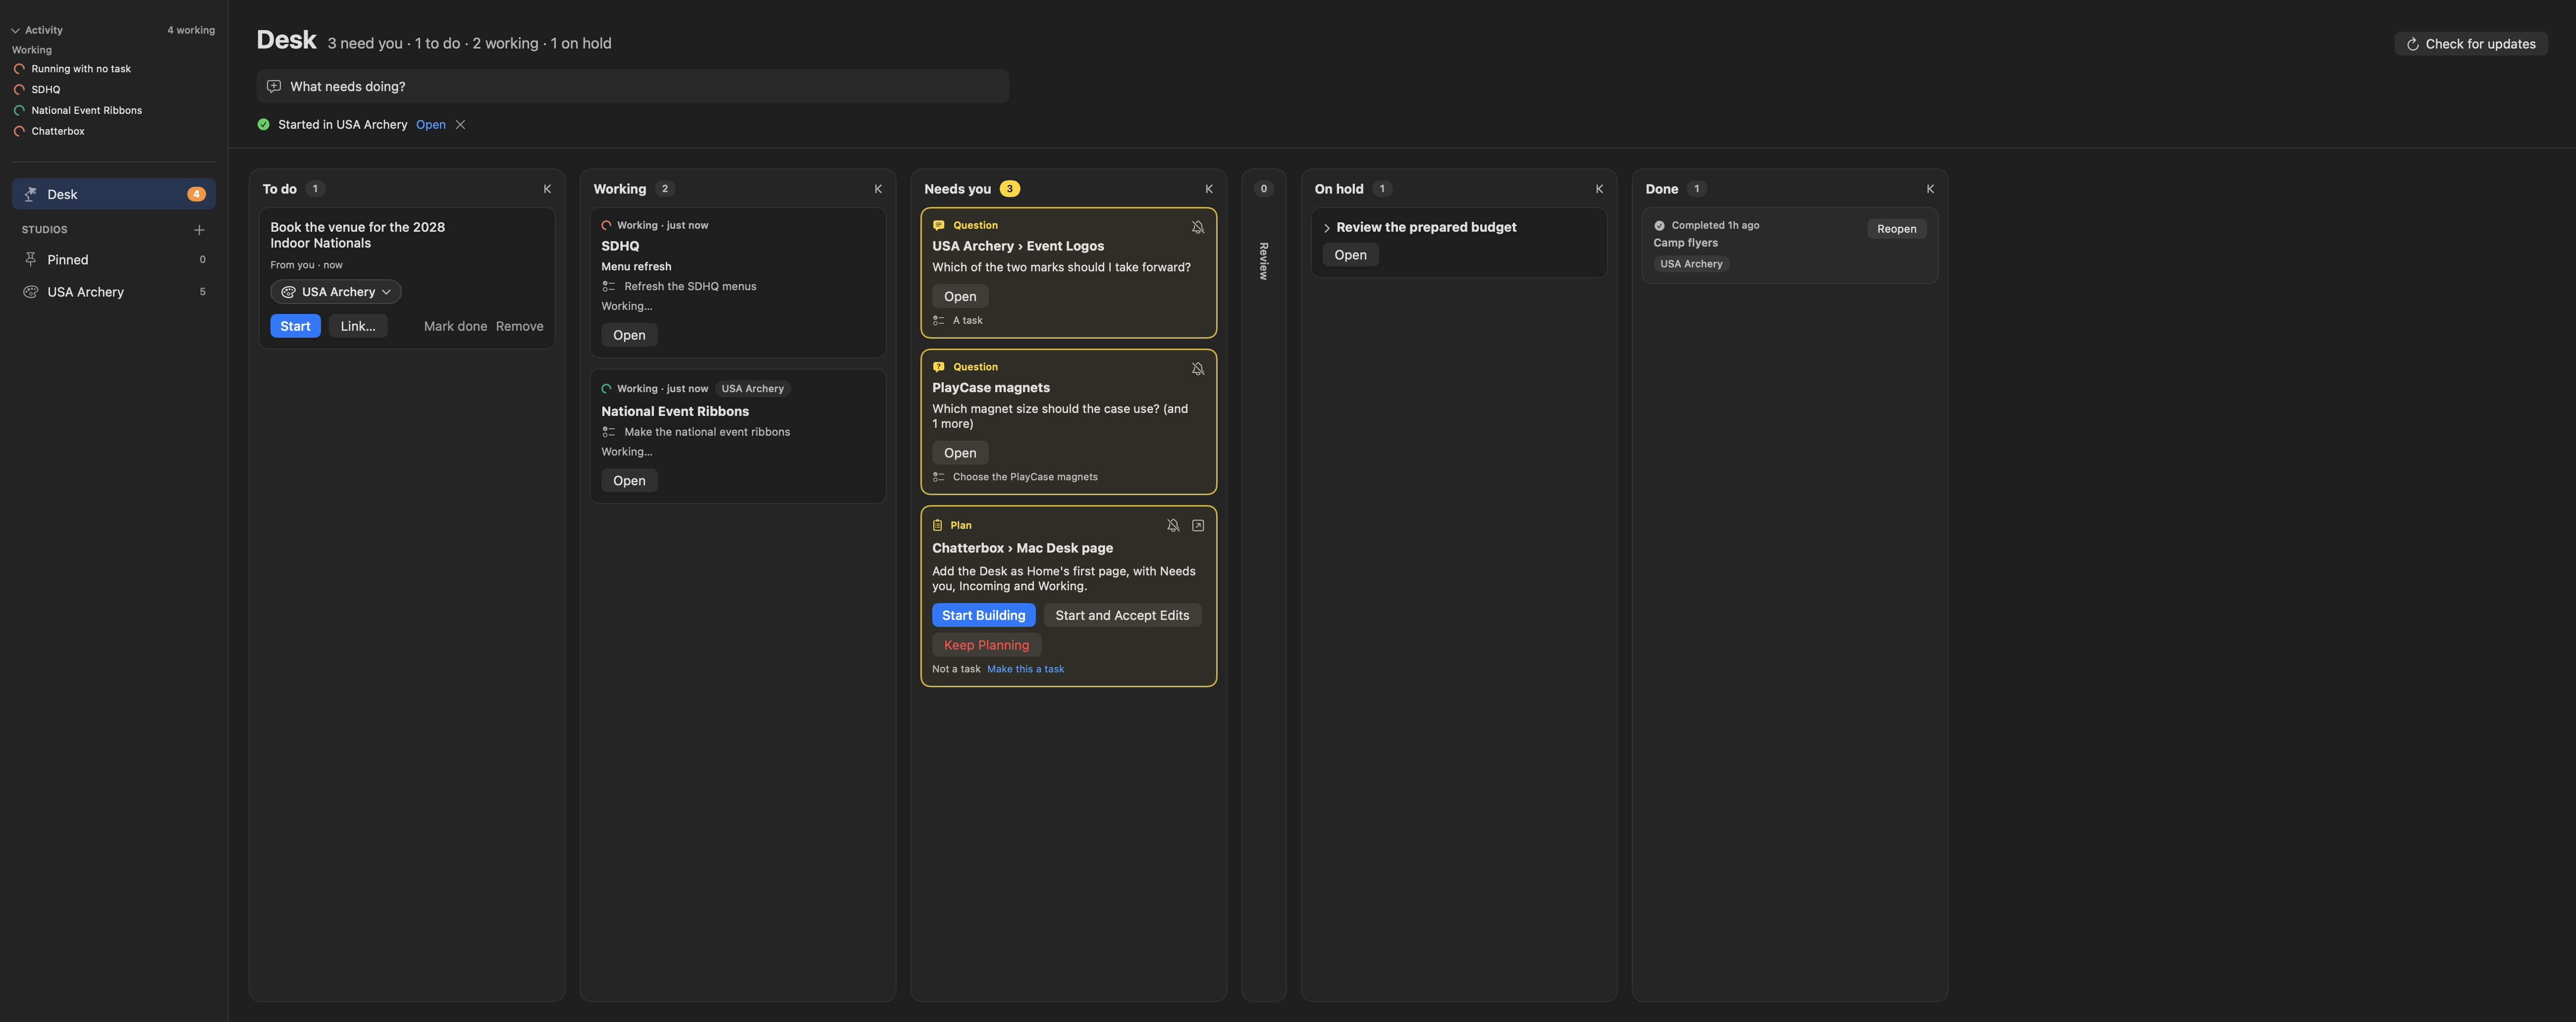 Activity 4 working
Working
Running with no task
SDHQ
National Event Ribbons
Chatterbox
Desk 4
STUDIOS
Pinned 0
USA Archery 5
Desk 3 need you · 1 to do · 2 working · 1 on hold
Check for updates
What needs doing?
Started in USA Archery Open
To do 1
Book the venue for the 2028
Indoor Nationals
From you · now
USA Archery
Start Link... Mark done Remove
Working 2
Working · just now
SDHQ
Menu refresh
Refresh the SDHQ menus
Working...
Open
Working · just now USA Archery
National Event Ribbons
Make the national event ribbons
Working...
Open
Needs you 3
Question
USA Archery › Event Logos
Which of the two marks should I take forward?
Open
A task
Question
PlayCase magnets
Which magnet size should the case use? (and
1 more)
Open
Choose the PlayCase magnets
Plan
Chatterbox › Mac Desk page
Add the Desk as Home's first page, with Needs
you, Incoming and Working.
Start Building Start and Accept Edits
Keep Planning
Not a task Make this a task
0
Review
On hold 1
Review the prepared budget
Open
Done 1
Completed 1h ago
Reopen
Camp flyers
USA Archery